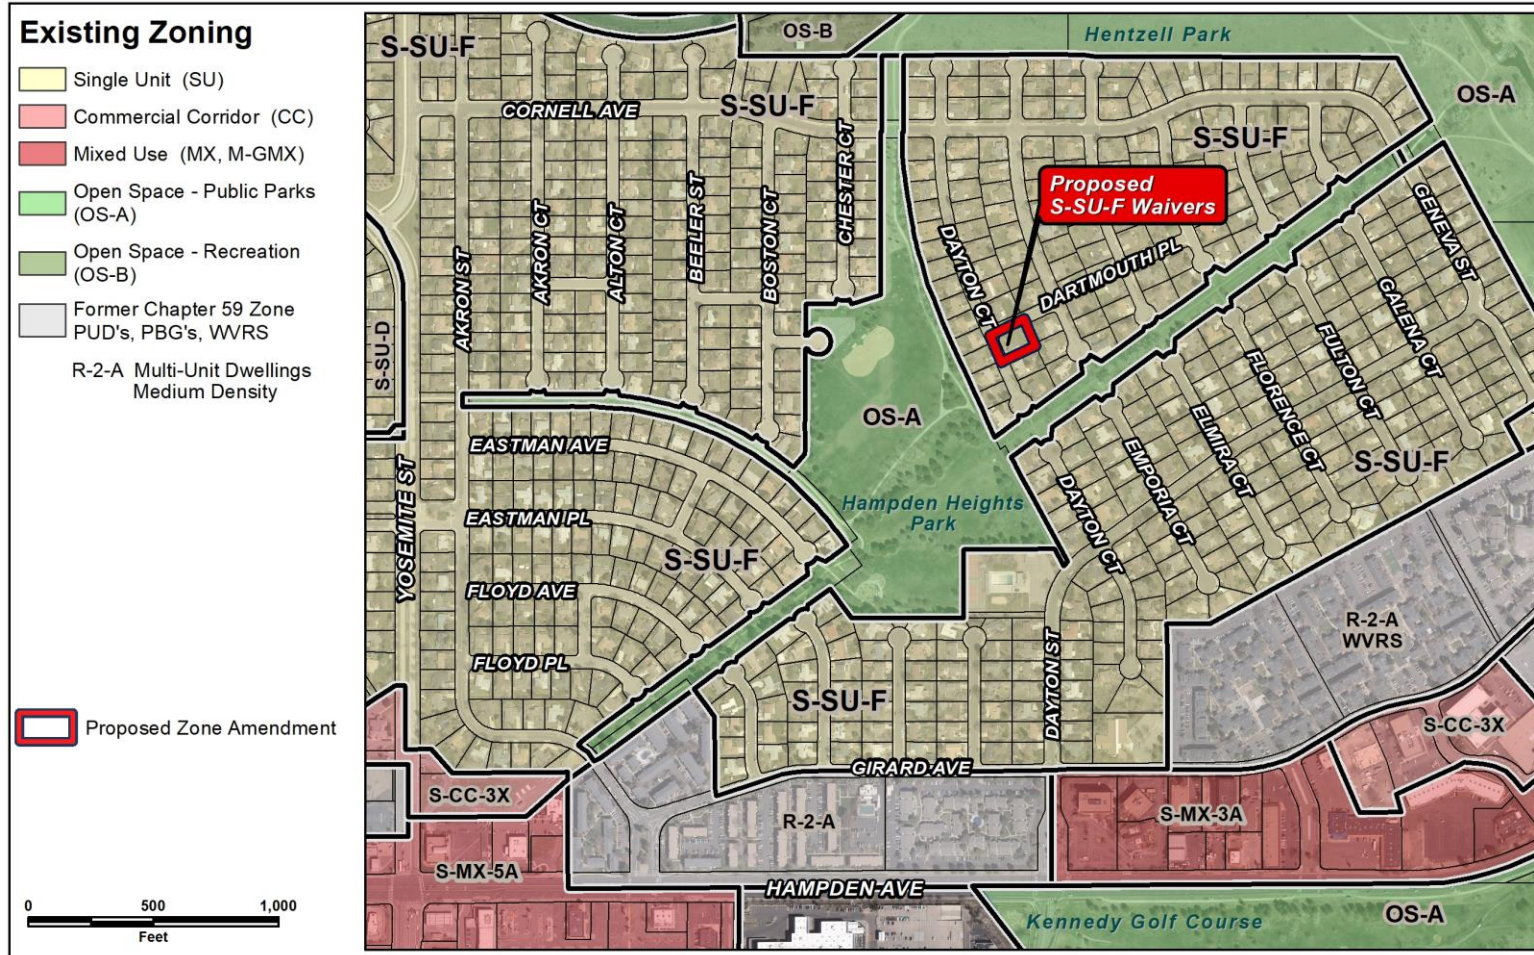 Existing Zoning
Single Unit (SU)
Commercial Corridor (CC)
Mixed Use (MX, M-GMX)
Open Space - Public Parks
(OS-A)
Open Space - Recreation
(OS-B)
Former Chapter 59 Zone
PUD's, PBG's, WVRS
R-2-A Multi-Unit Dwellings
Medium Density
Proposed Zone Amendment
0 500 1,000
Feet
S-SU-F
OS-B
Hentzell Park
OS-A
CORNELL AVE
S-SU-F
S-SU-F
Proposed
S-SU-F Waivers
AKRON ST
AKRON CT
ALTON CT
BEELER ST
BOSTON CT
CHESTER CT
DAYTON CT
DARTMOUTH PL
GENEVA ST
GALENA CT
FULTON CT
FLORENCE CT
ELMIRA CT
EMPORIA CT
DAYTON CT
S-SU-D
OS-A
S-SU-F
YOSEMITE ST
EASTMAN AVE
EASTMAN PL
Hampden Heights
Park
S-SU-F
FLOYD AVE
FLOYD PL
R-2-A
WVRS
DAYTON ST
S-SU-F
S-CC-3X
GIRARD AVE
S-CC-3X
R-2-A
S-MX-3A
S-MX-5A
HAMPDEN AVE
Kennedy Golf Course
OS-A